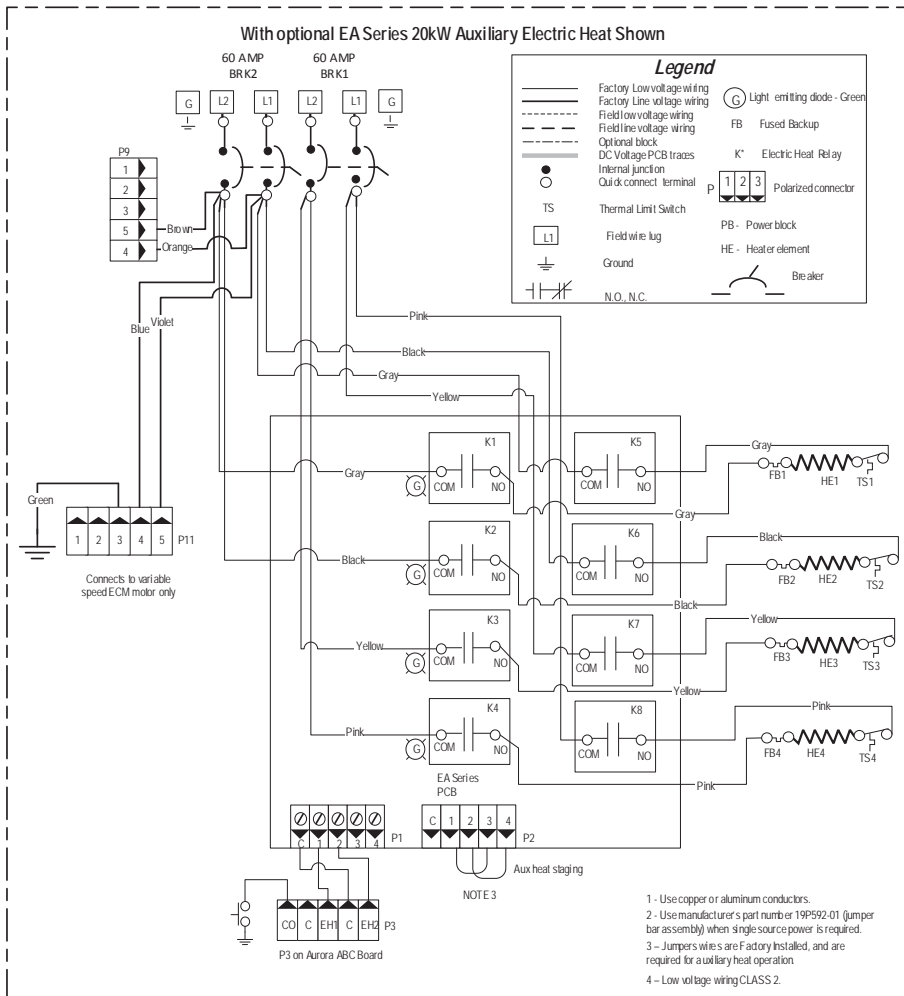 With optional EA Series 20kW Auxiliary Electric Heat Shown
60 AMP
BRK2
60 AMP
BRK1
G
L2
L1
L2
L1
G
Legend
Factory Low voltage wiring
Factory Line voltage wiring
Field low voltage wiring
Field line voltage wiring
Optional block
DC Voltage PCB traces
Internal junction
Quick connect terminal
TS Thermal Limit Switch
L1 Field wire lug
Ground
N.O., N.C.
G Light emitting diode - Green
FB Fused Backup
K* Electric Heat Relay
P 1 2 3 Polarized connector
PB - Power block
HE - Heater element
Breaker
P9
1
2
3
5
4
Brown
Orange
Blue
Violet
Pink
Black
Gray
Yellow
Green
1 2 3 4 5 P11
Connects to variable
speed ECM motor only
K1
COM NO
K5
COM NO
Gray
G
Gray
Gray
FB1 HE1 TS1
K2
COM NO
K6
COM NO
Black
G
Black
Black
FB2 HE2 TS2
K3
COM NO
K7
COM NO
Yellow
G
Yellow
Yellow
FB3 HE3 TS3
K4
COM NO
K8
COM NO
Pink
G
Pink
Pink
FB4 HE4 TS4
EA Series
PCB
C 1 2 3 4 P1
C 1 2 3 4 P2
Aux heat staging
NOTE 3
CO C EH1 C EH2 P3
P3 on Aurora ABC Board
1 - Use copper or aluminum conductors.
2 - Use manufacturer's part number 19P592-01 (jumper
bar assembly) when single source power is required.
3 – Jumpers wires are Factory Installed, and are
required for auxiliary heat operation.
4 – Low voltage wiring CLASS 2.